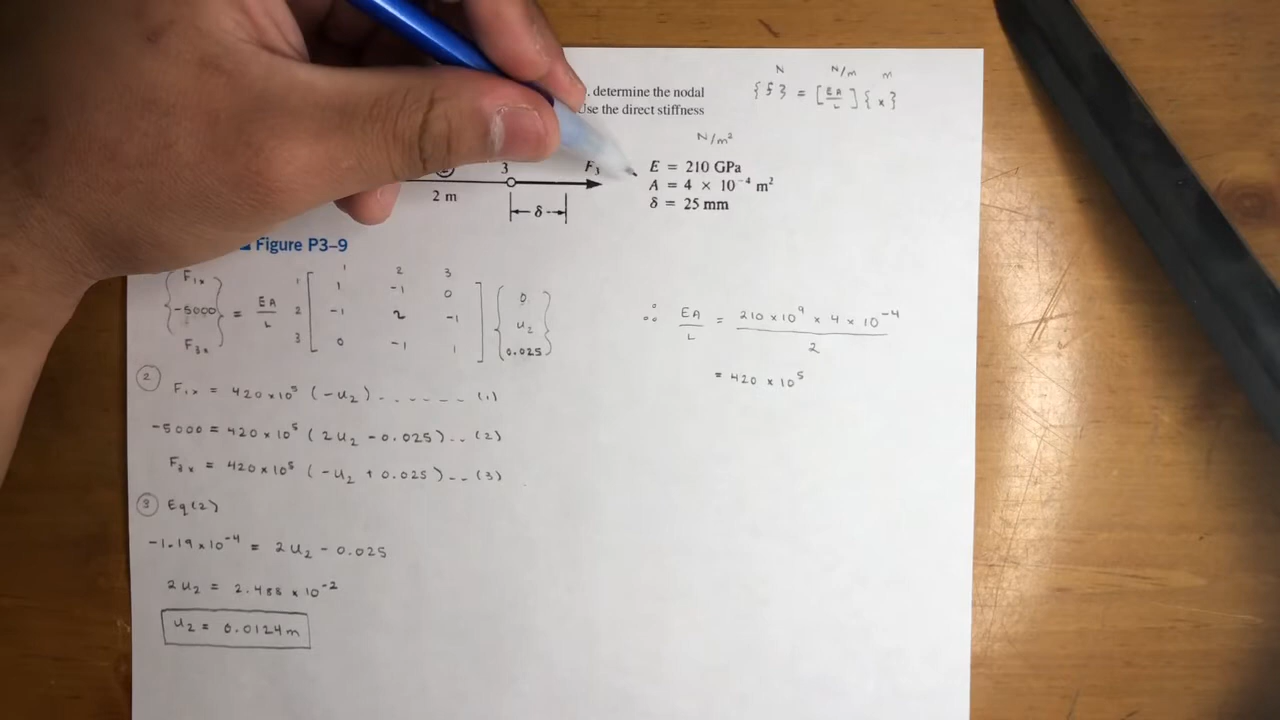 , determine the nodal
Use the direct stiffness
N N/m m
{f} = [EA/L]{x}
N/m²
E = 210 GPa
A = 4 × 10⁻⁴ m²
δ = 25 mm
3 F₃
2 m
δ
Figure P3–9
1 2 3
F₁ₓ 1 1 -1 0 0
-5000 = EA/L 2 -1 2 -1 u₂
F₃ₓ 3 0 -1 1 0.025
∴ EA/L = 210 × 10⁹ × 4 × 10⁻⁴ / 2
= 420 × 10⁵
② F₁ₓ = 420×10⁵ (-u₂) . . . . . . . (1)
-5000 = 420×10⁵ (2u₂ - 0.025) . . (2)
F₃ₓ = 420×10⁵ (-u₂ + 0.025) . . (3)
③ Eq(2)
-1.19×10⁻⁴ = 2u₂ - 0.025
2u₂ = 2.488 × 10⁻²
u₂ = 0.0124m